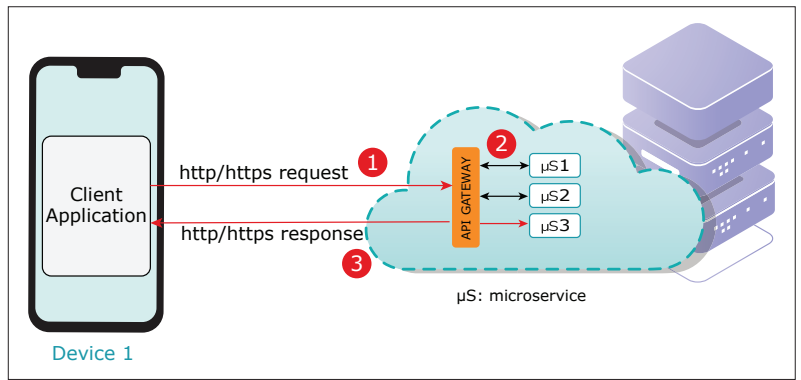 http/https request
1
2
API GATEWAY
µS1
µS2
µS3
Client
Application
http/https response
3
µS: microservice
Device 1